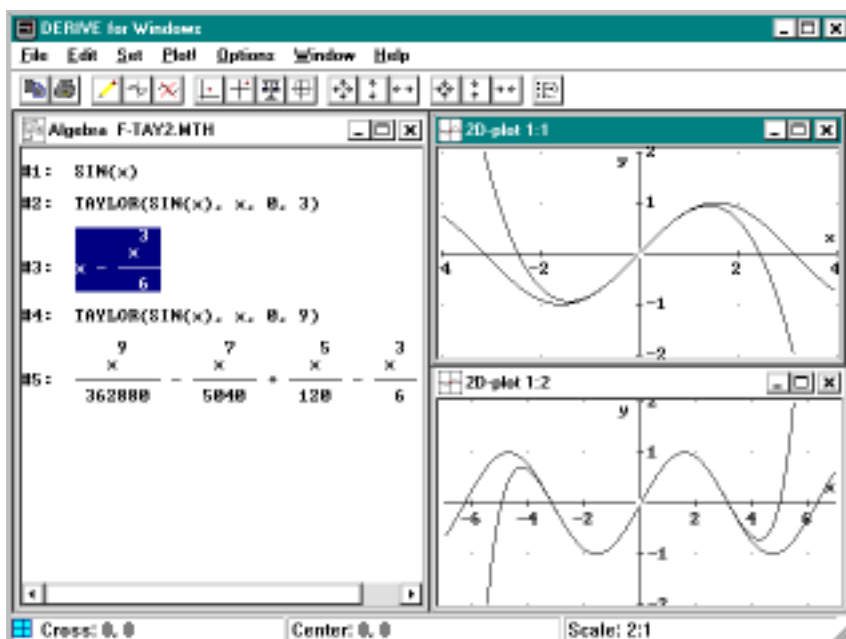 DERIVE for Windows
File Edit Set Plot! Options Window Help
Algebra F-TAY2.MTH
#1: SIN(x)
#2: TAYLOR(SIN(x), x, 0, 3)
3
x
#3: x - ―
6
#4: TAYLOR(SIN(x), x, 0, 9)
9 7 5 3
x x x x
#5: ― - ― + ― - ―
362880 5040 120 6
2D-plot 1:1
y 2
1
x
4 -2 2 4
-1
-2
2D-plot 1:2
y 2
1
x
-6 -4 -2 2 4 6
-1
-2
Cross: 0, 0 Center: 0, 0 Scale: 2:1